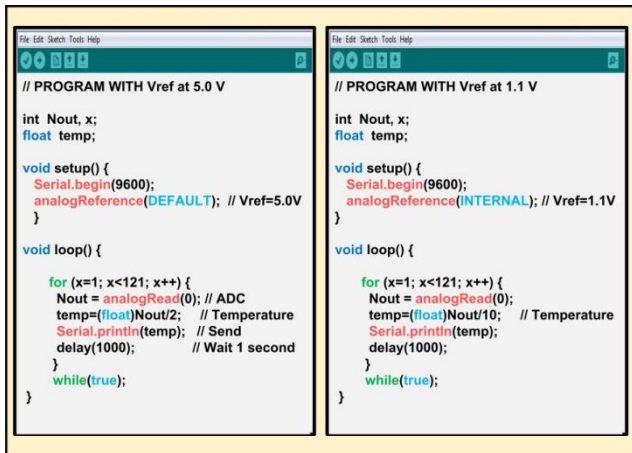 File Edit Sketch Tools Help
// PROGRAM WITH Vref at 5.0 V
int Nout, x;
float temp;
void setup() {
Serial.begin(9600);
analogReference(DEFAULT); // Vref=5.0V
}
void loop() {
for (x=1; x<121; x++) {
Nout = analogRead(0); // ADC
temp=(float)Nout/2; // Temperature
Serial.println(temp); // Send
delay(1000); // Wait 1 second
}
while(true);
}
File Edit Sketch Tools Help
// PROGRAM WITH Vref at 1.1 V
int Nout, x;
float temp;
void setup() {
Serial.begin(9600);
analogReference(INTERNAL); // Vref=1.1V
}
void loop() {
for (x=1; x<121; x++) {
Nout = analogRead(0);
temp=(float)Nout/10; // Temperature
Serial.println(temp);
delay(1000);
}
while(true);
}